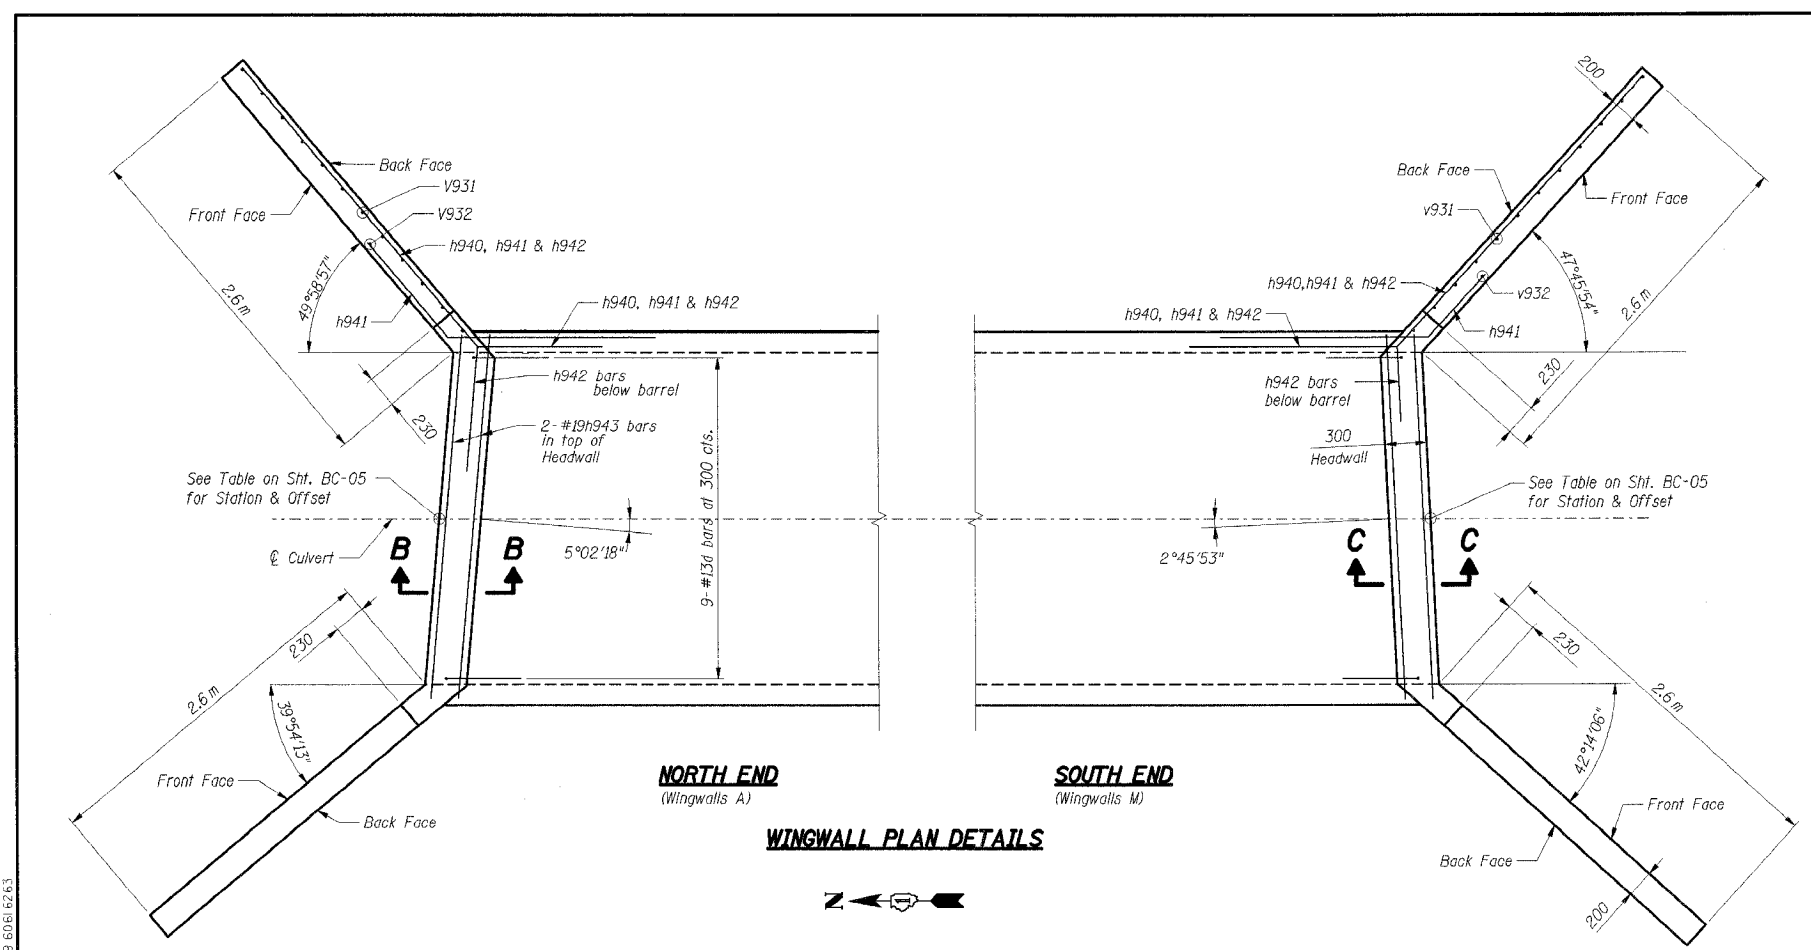 200
Back Face
V931
V932
Front Face
h940, h941 & h942
49°58'57"
2.6 m
h941
h940, h941 & h942
h942 bars
below barrel
230
2-#19h943 bars
in top of
Headwall
See Table on Sht. BC-05
for Station & Offset
9-#13d bars at 300 cts.
5°02'18"
℄ Culvert
B
B
230
2.6 m
39°54'13"
Front Face
Back Face
NORTH END
(Wingwalls A)
Back Face
Front Face
v931
47°45'54"
h940,h941 & h942
v932
2.6 m
h940, h941 & h942
h941
h942 bars
below barrel
230
300
Headwall
See Table on Sht. BC-05
for Station & Offset
2°45'53"
C
C
230
2.6 m
42°14'06"
Front Face
Back Face
200
SOUTH END
(Wingwalls M)
WINGWALL PLAN DETAILS
N
9 60616263